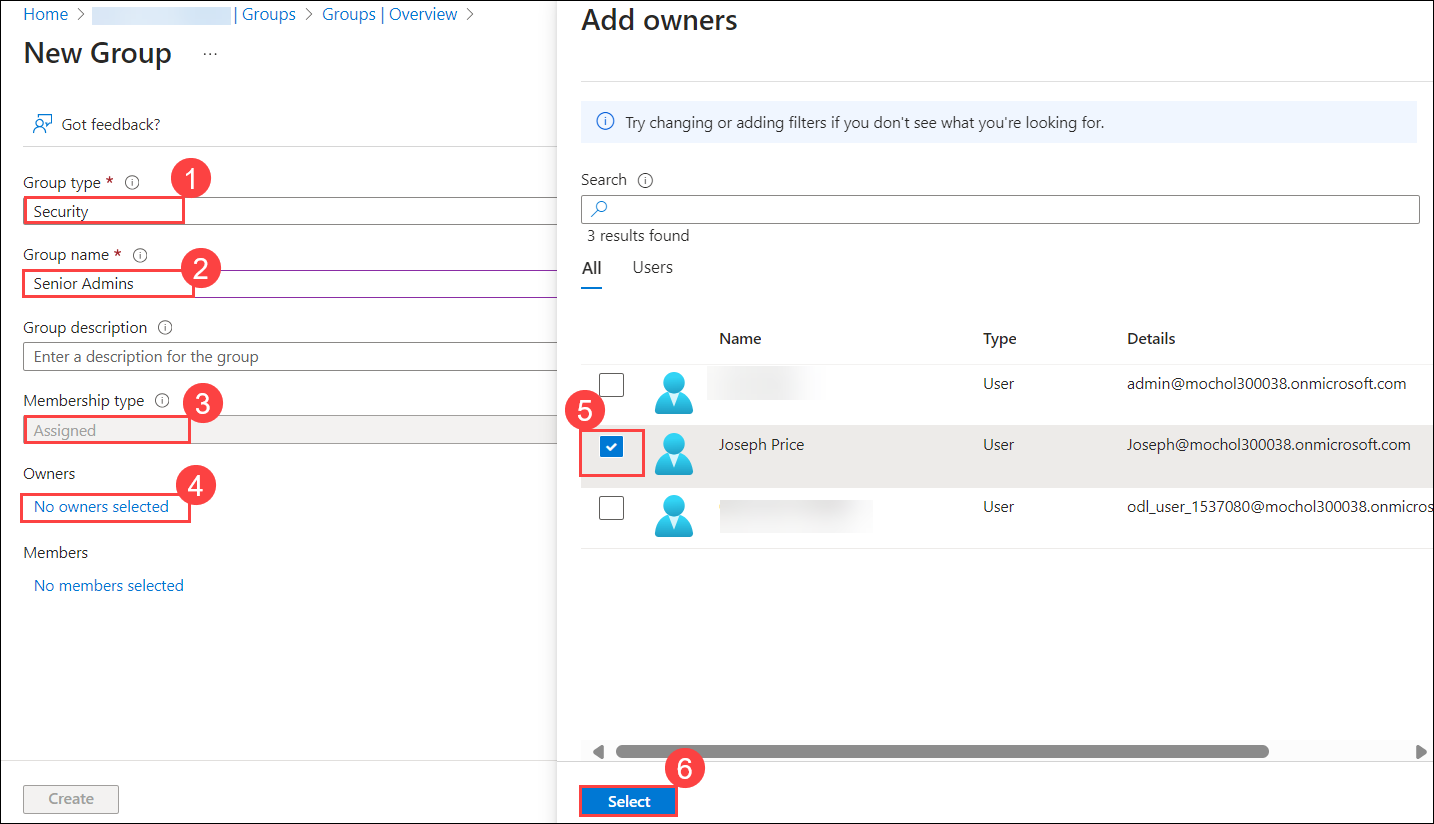 Home > | Groups > Groups | Overview >
New Group ...
Got feedback?
Group type *
1
Security
Group name *
2
Senior Admins
Group description
Enter a description for the group
Membership type
3
Assigned
Owners
4
No owners selected
Members
No members selected
Create
Add owners
Try changing or adding filters if you don't see what you're looking for.
Search
3 results found
All Users
Name Type Details
User admin@mochol300038.onmicrosoft.com
5
Joseph Price User Joseph@mochol300038.onmicrosoft.com
User odl_user_1537080@mochol300038.onmicros
6
Select